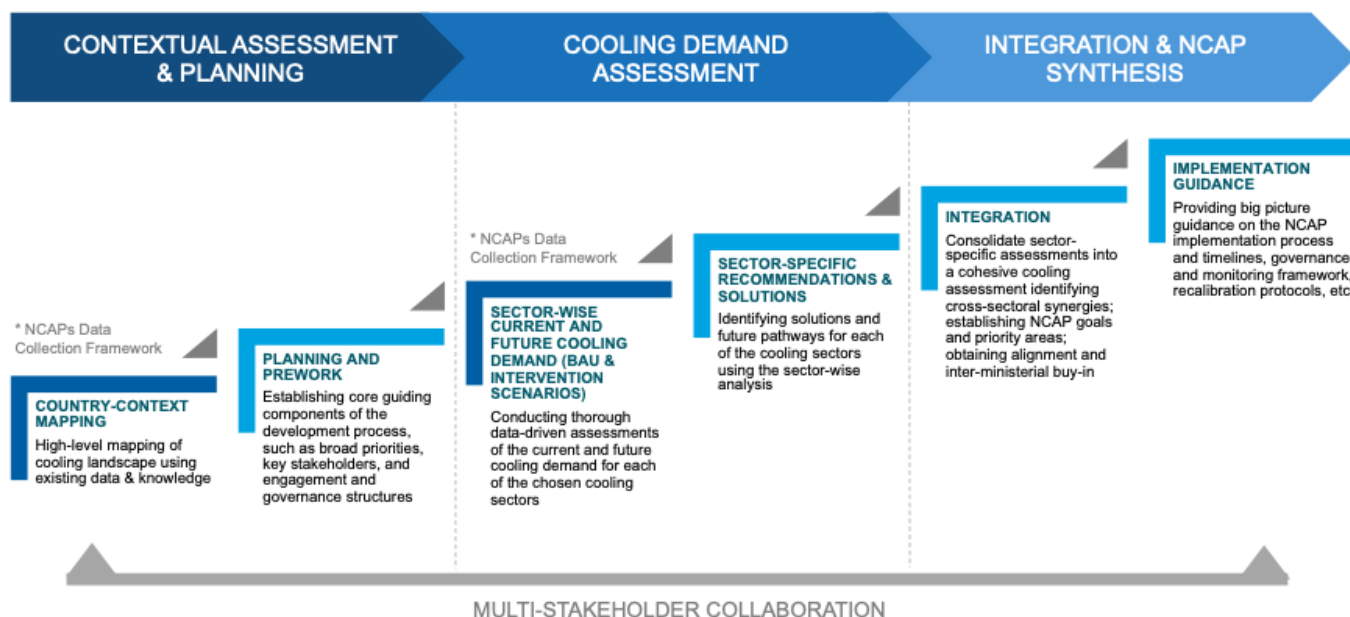 CONTEXTUAL ASSESSMENT
& PLANNING
COOLING DEMAND
ASSESSMENT
INTEGRATION & NCAP
SYNTHESIS
* NCAPs Data
Collection Framework
COUNTRY-CONTEXT
MAPPING
High-level mapping of
cooling landscape using
existing data & knowledge
PLANNING AND
PREWORK
Establishing core guiding
components of the
development process,
such as broad priorities,
key stakeholders, and
engagement and
governance structures
* NCAPs Data
Collection Framework
SECTOR-WISE
CURRENT AND
FUTURE COOLING
DEMAND (BAU &
INTERVENTION
SCENARIOS)
Conducting thorough
data-driven assessments
of the current and future
cooling demand for each
of the chosen cooling
sectors
SECTOR-SPECIFIC
RECOMMENDATIONS &
SOLUTIONS
Identifying solutions and
future pathways for each
of the cooling sectors
using the sector-wise
analysis
INTEGRATION
Consolidate sector-
specific assessments into
a cohesive cooling
assessment identifying
cross-sectoral synergies;
establishing NCAP goals
and priority areas;
obtaining alignment and
inter-ministerial buy-in
IMPLEMENTATION
GUIDANCE
Providing big picture
guidance on the NCAP
implementation process
and timelines, governance
and monitoring framework,
recalibration protocols, etc
MULTI-STAKEHOLDER COLLABORATION